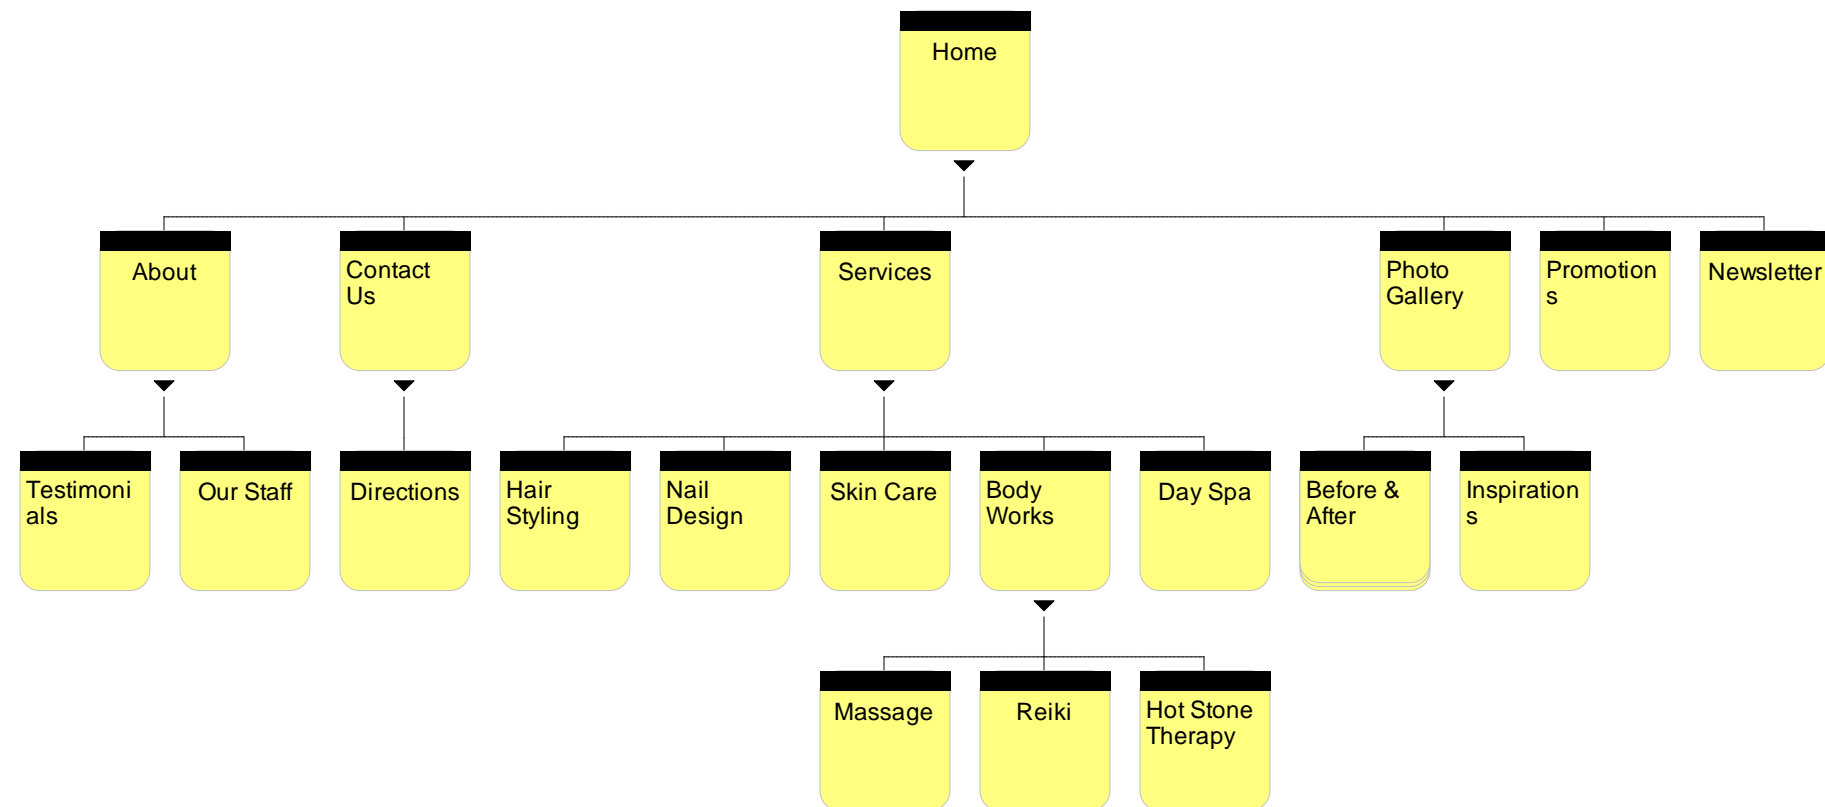 Home
About
Contact
Us
Services
Photo
Gallery
Promotion
s
Newsletter
Testimoni
als
Our Staff
Directions
Hair
Styling
Nail
Design
Skin Care
Body
Works
Day Spa
Before &
After
Inspiration
s
Massage
Reiki
Hot Stone
Therapy